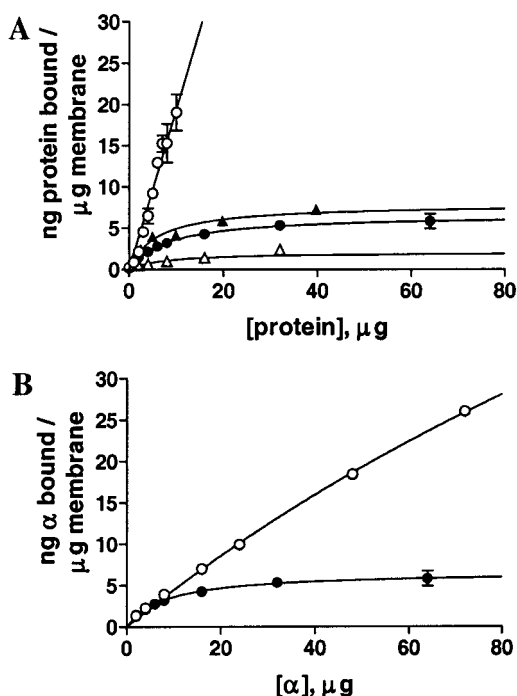 A
30
25
20
15
10
5
0
ng protein bound /
μg membrane
0 20 40 60 80
[protein], μg
B
30
25
20
15
10
5
0
ng α bound /
μg membrane
0 20 40 60 80
[α], μg